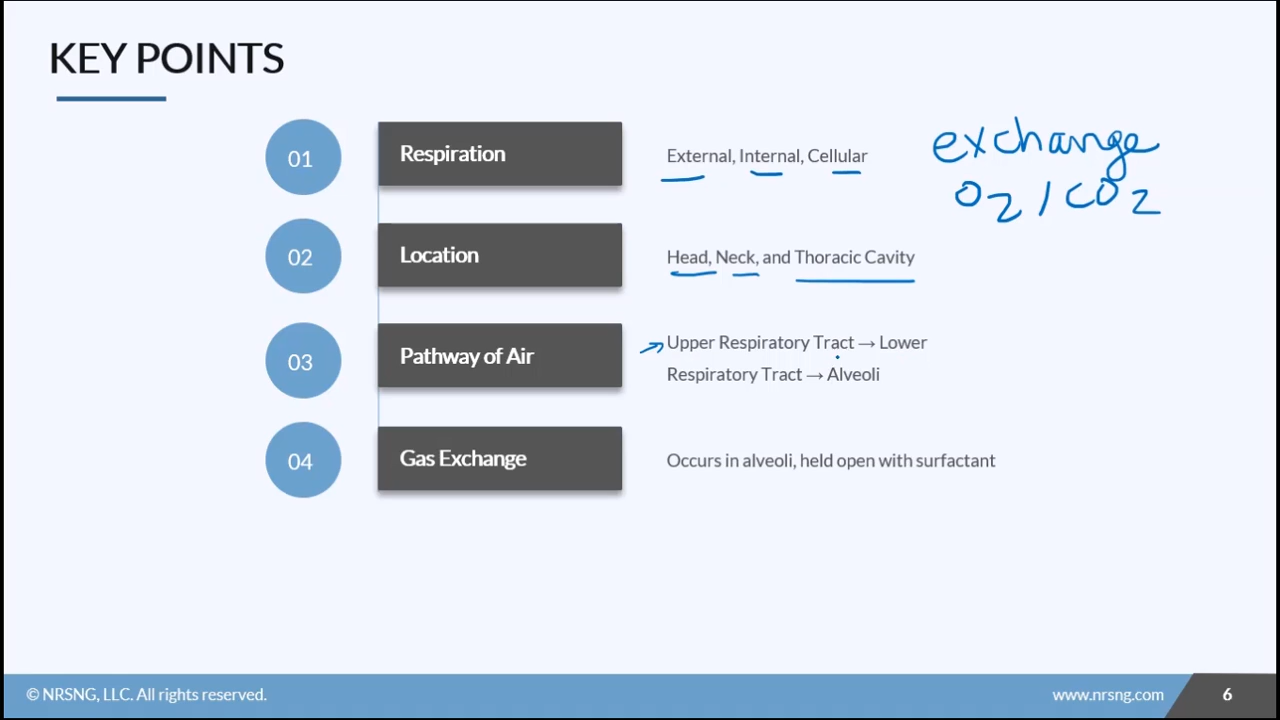 KEY POINTS
01
Respiration
External, Internal, Cellular
exchange
O2/CO2
02
Location
Head, Neck, and Thoracic Cavity
03
Pathway of Air
Upper Respiratory Tract → Lower
Respiratory Tract → Alveoli
04
Gas Exchange
Occurs in alveoli, held open with surfactant
© NRSNG, LLC. All rights reserved.
www.nrsng.com
6